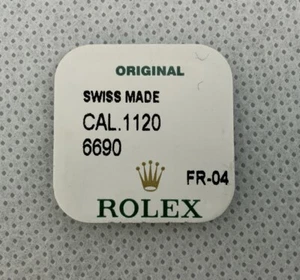 ORIGINAL
SWISS MADE
CAL.1120
6690
FR-04
ROLEX